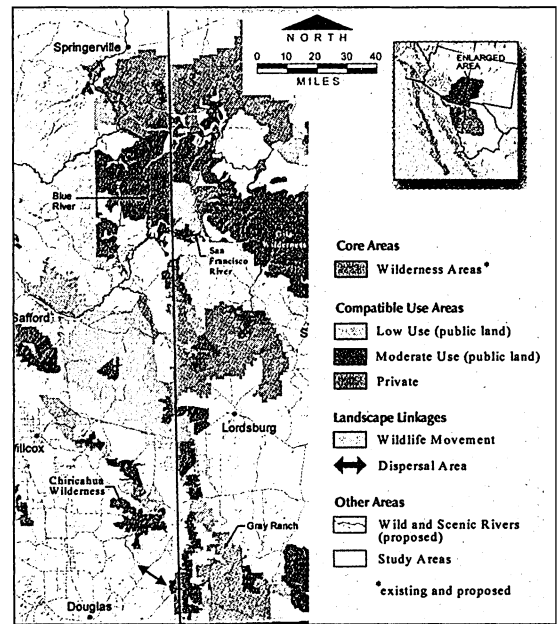 Springerville
NORTH
0 10 20 30 40
MILES
ENLARGED
AREA
Blue
River
San
Francisco
River
Wilderness
Safford
Lordsburg
illcox
Chiricahua
Wilderness
Gray Ranch
Douglas
Core Areas
Wilderness Areas*
Compatible Use Areas
Low Use (public land)
Moderate Use (public land)
Private
Landscape Linkages
Wildlife Movement
Dispersal Area
Other Areas
Wild and Scenic Rivers
(proposed)
Study Areas
*existing and proposed